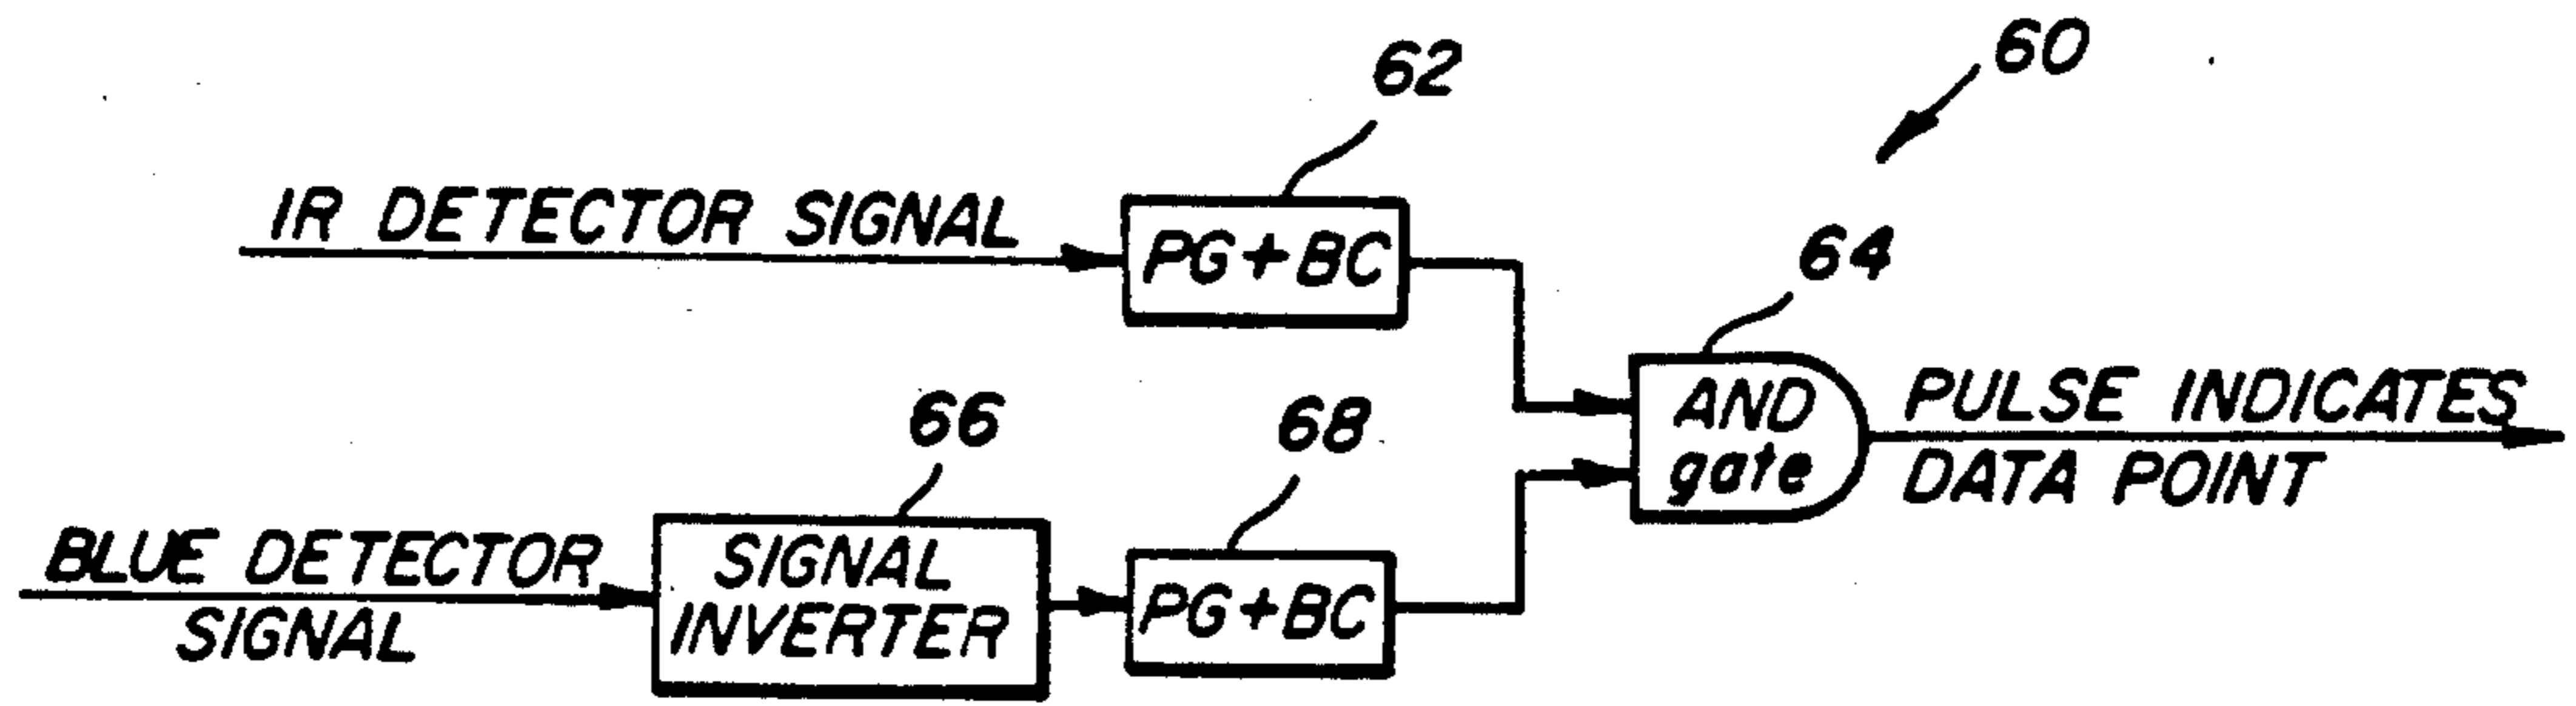 60
62
IR DETECTOR SIGNAL
PG+BC
64
AND
gate
PULSE INDICATES
DATA POINT
66
68
BLUE DETECTOR
SIGNAL
SIGNAL
INVERTER
PG+BC